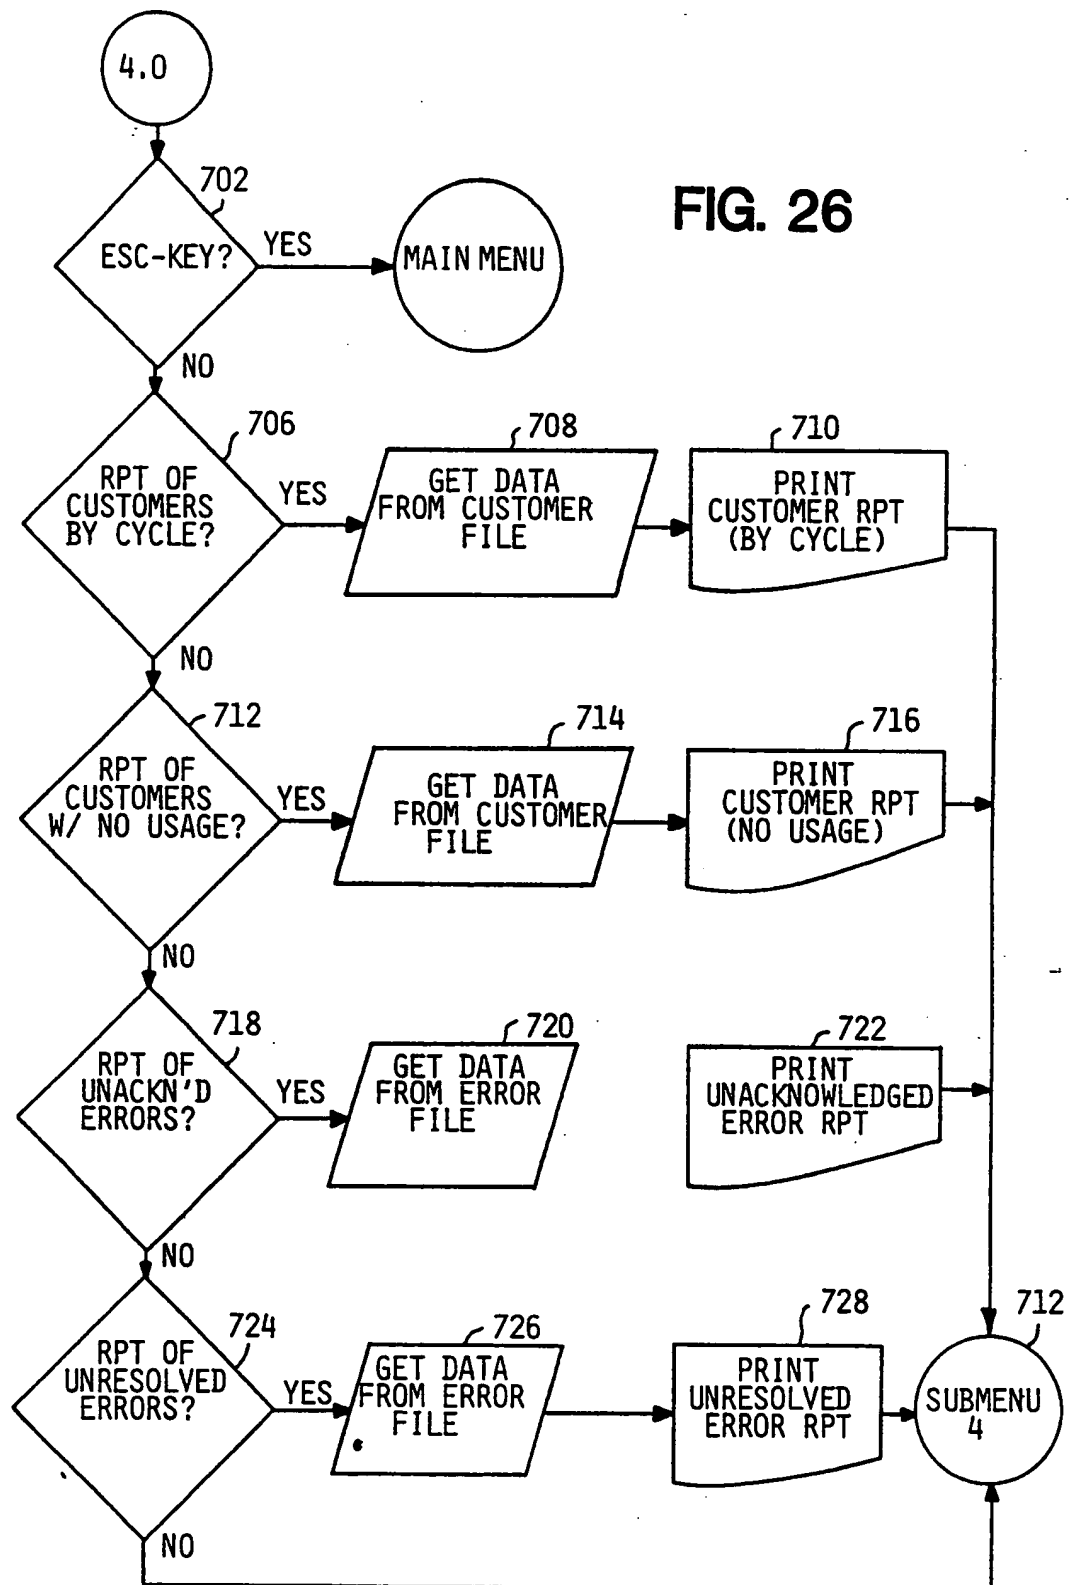 4.0
702
FIG. 26
ESC-KEY?
YES
MAIN MENU
NO
706
708
710
RPT OF
CUSTOMERS
BY CYCLE?
YES
GET DATA
FROM CUSTOMER
FILE
PRINT
CUSTOMER RPT
(BY CYCLE)
NO
712
714
716
RPT OF
CUSTOMERS
W/ NO USAGE?
YES
GET DATA
FROM CUSTOMER
FILE
PRINT
CUSTOMER RPT
(NO USAGE)
NO
718
720
722
RPT OF
UNACKN'D
ERRORS?
YES
GET DATA
FROM ERROR
FILE
PRINT
UNACKNOWLEDGED
ERROR RPT
NO
724
726
728
712
RPT OF
UNRESOLVED
ERRORS?
YES
GET DATA
FROM ERROR
FILE
PRINT
UNRESOLVED
ERROR RPT
SUBMENU
4
NO